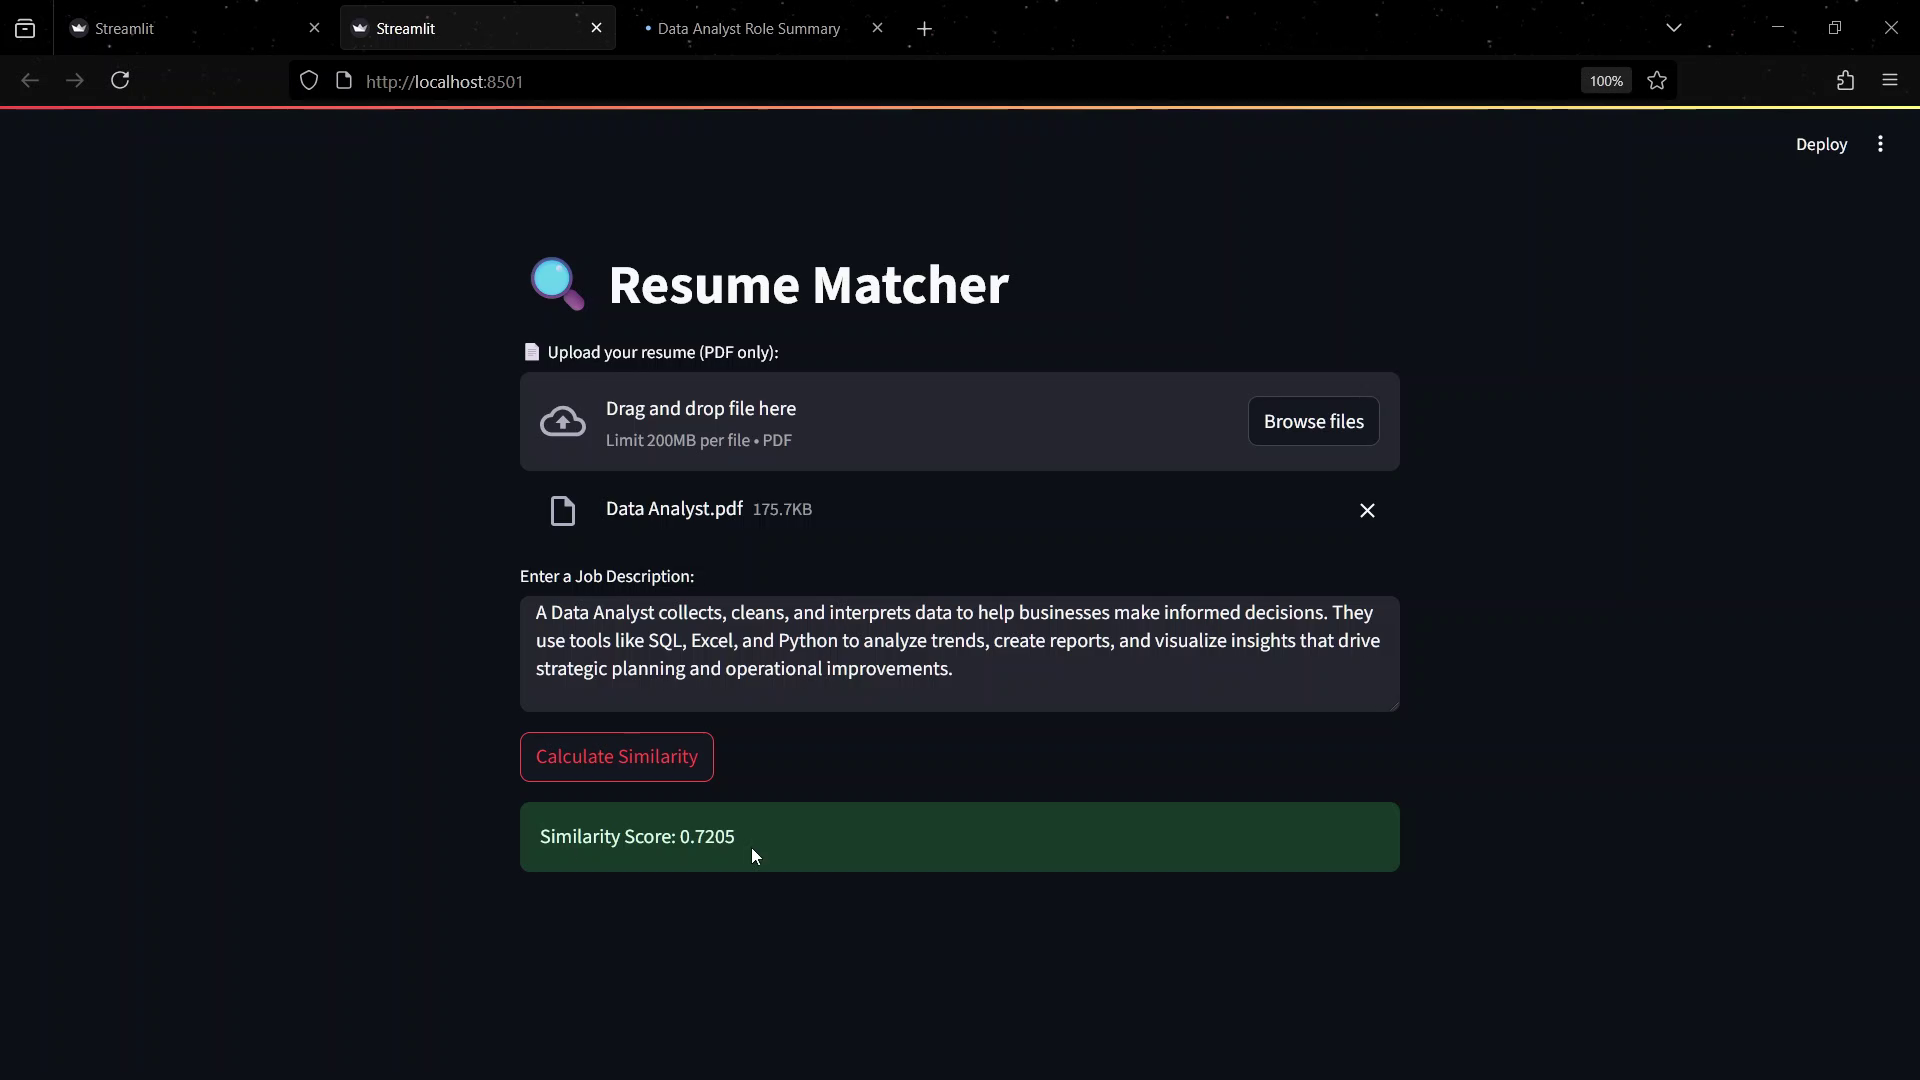 Streamlit
Streamlit
Data Analyst Role Summary
http://localhost:8501
100%
Deploy
Resume Matcher
Upload your resume (PDF only):
Drag and drop file here
Limit 200MB per file • PDF
Browse files
Data Analyst.pdf 175.7KB
Enter a Job Description:
A Data Analyst collects, cleans, and interprets data to help businesses make informed decisions. They
use tools like SQL, Excel, and Python to analyze trends, create reports, and visualize insights that drive
strategic planning and operational improvements.
Calculate Similarity
Similarity Score: 0.7205